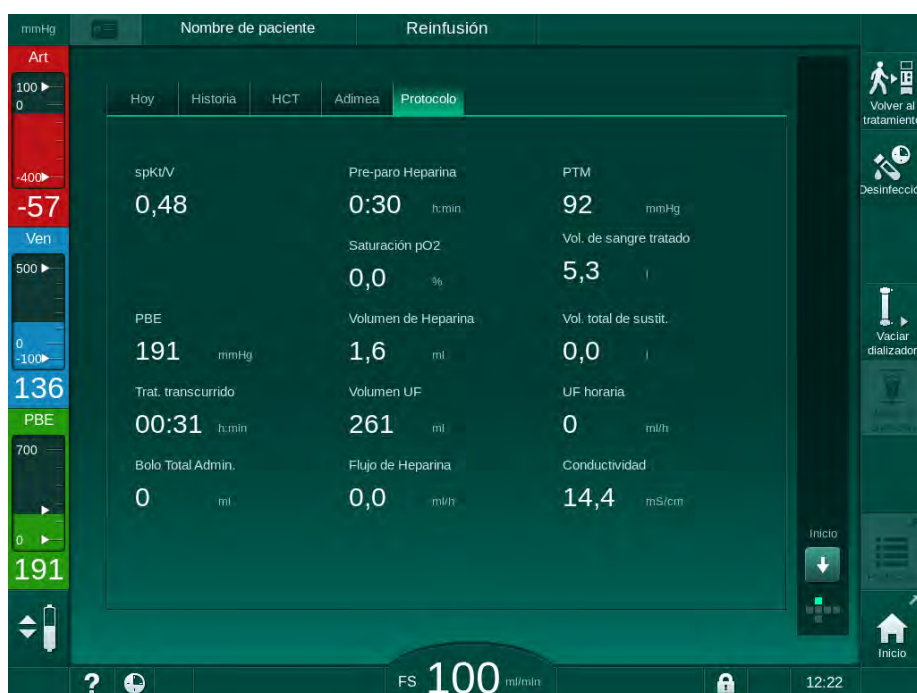 mmHg
Nombre de paciente
Reinfusión
Art
100
0
-400
-57
Ven
500
0
-100
136
PBE
700
0
191
Hoy
Historia
HCT
Adimea
Protocolo
spKt/V
Pre-paro Heparina
PTM
0,48
0:30 h:min
92 mmHg
Saturación pO2
Vol. de sangre tratado
0,0 %
5,3 l
PBE
Volumen de Heparina
Vol. total de sustit.
191 mmHg
1,6 ml
0,0 l
Trat. transcurrido
Volumen UF
UF horaria
00:31 h:min
261 ml
0 ml/h
Bolo Total Admin.
Flujo de Heparina
Conductividad
0 ml
0,0 ml/h
14,4 mS/cm
Inicio
Volver al
tratamiento
Desinfecció
Vaciar
dializador
Inicio
?
FS 100 ml/min
12:22